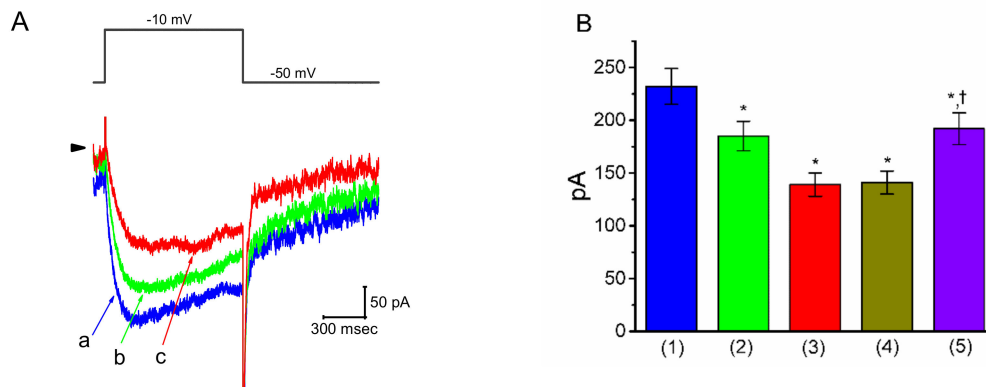 A
-10 mV
-50 mV
a
b
c
50 pA
300 msec
B
pA
250
200
150
100
50
0
*
*
*
*,†
(1)
(2)
(3)
(4)
(5)